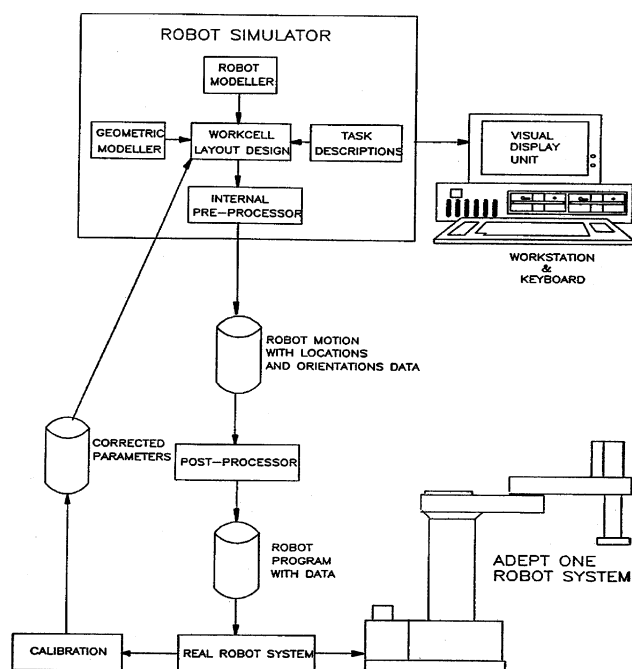 ROBOT SIMULATOR
ROBOT
MODELLER
GEOMETRIC
MODELLER
WORKCELL
LAYOUT DESIGN
TASK
DESCRIPTIONS
INTERNAL
PRE-PROCESSOR
VISUAL
DISPLAY
UNIT
WORKSTATION
&
KEYBOARD
ROBOT MOTION
WITH LOCATIONS
AND ORIENTATIONS DATA
CORRECTED
PARAMETERS
POST-PROCESSOR
ROBOT
PROGRAM
WITH DATA
ADEPT ONE
ROBOT SYSTEM
CALIBRATION
REAL ROBOT SYSTEM